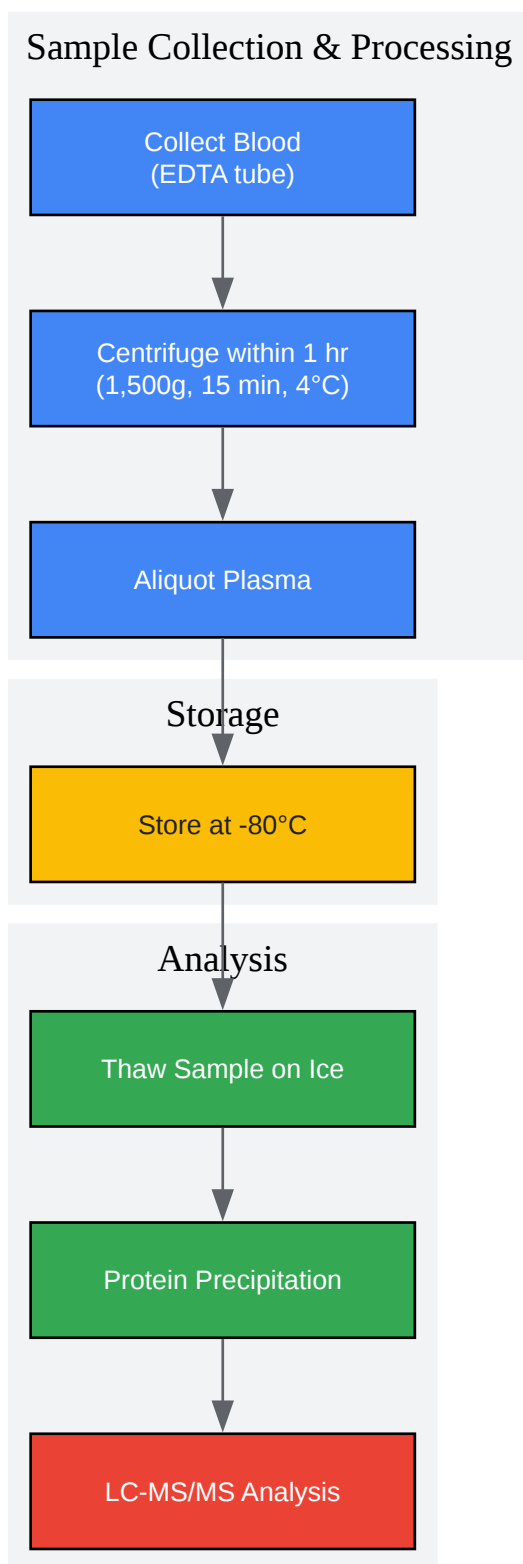 Sample Collection & Processing
Collect Blood
(EDTA tube)
Centrifuge within 1 hr
(1,500g, 15 min, 4°C)
Aliquot Plasma
Storage
Store at -80°C
Analysis
Thaw Sample on Ice
Protein Precipitation
LC-MS/MS Analysis